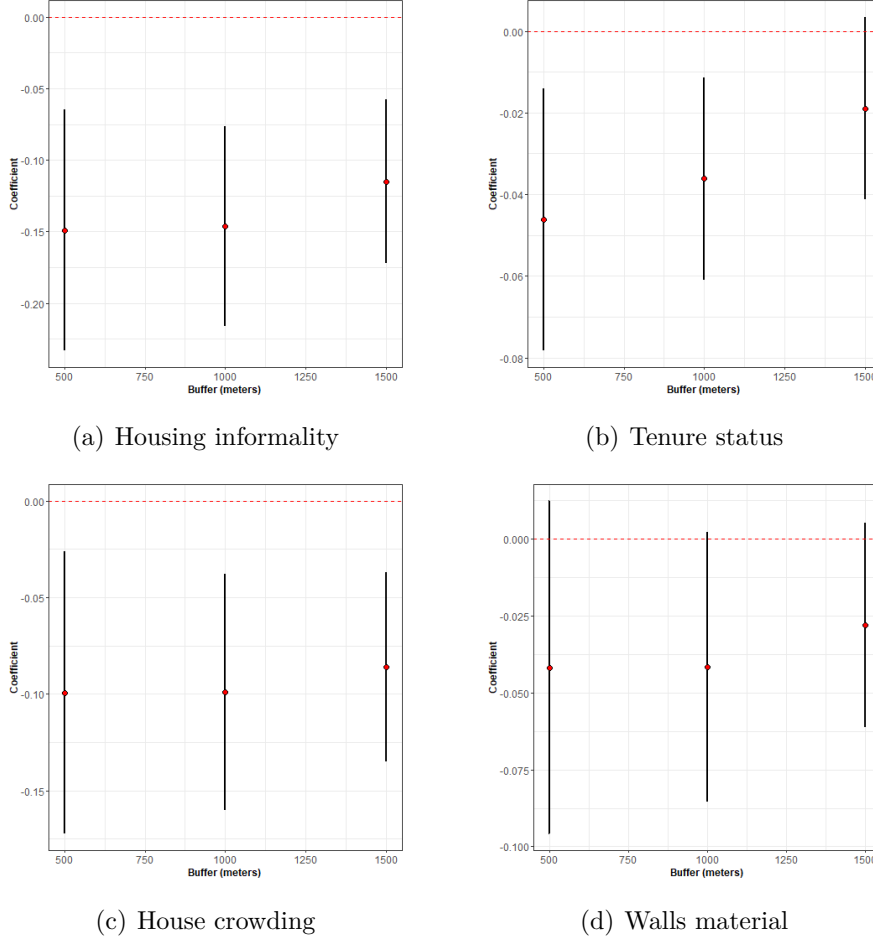 0.00
-0.05
-0.10
-0.15
-0.20
Coefficient
500 750 1000 1250 1500
Buffer (meters)
(a) Housing informality
0.00
-0.02
-0.04
-0.06
-0.08
Coefficient
500 750 1000 1250 1500
Buffer (meters)
(b) Tenure status
0.00
-0.05
-0.10
-0.15
Coefficient
500 750 1000 1250 1500
Buffer (meters)
(c) House crowding
0.000
-0.025
-0.050
-0.075
-0.100
Coefficient
500 750 1000 1250 1500
Buffer (meters)
(d) Walls material